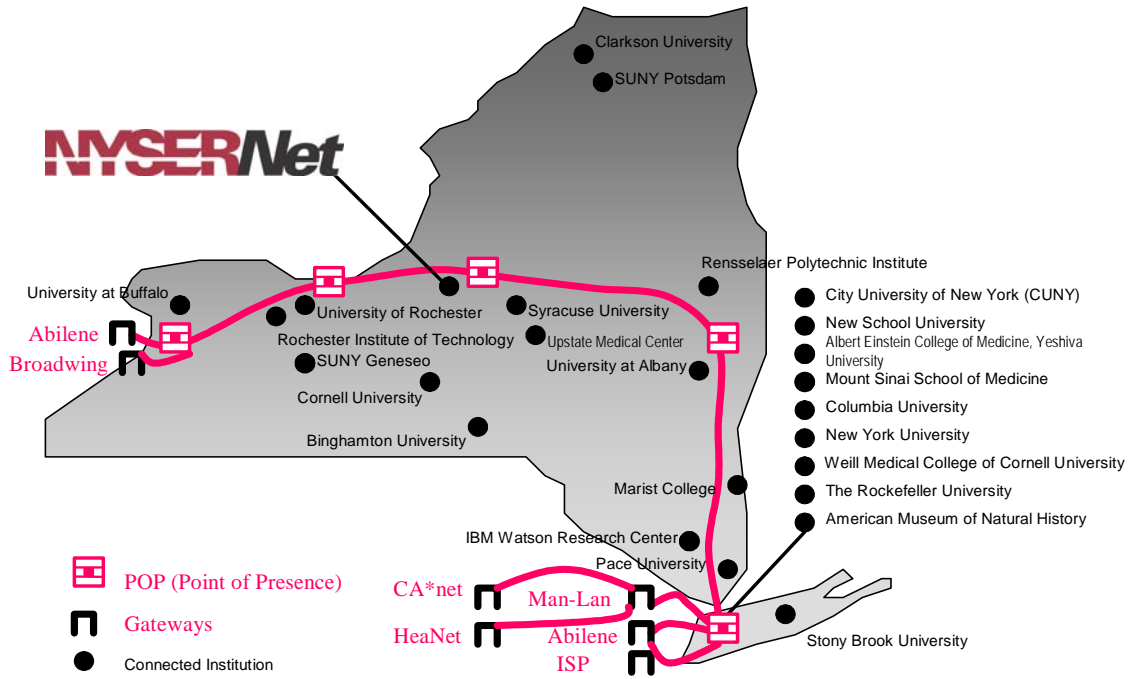 Clarkson University
SUNY Potsdam
NYSERNet
Rensselaer Polytechnic Institute
University at Buffalo
University of Rochester
Syracuse University
Abilene
Rochester Institute of Technology
Upstate Medical Center
Broadwing
SUNY Geneseo
University at Albany
Cornell University
Binghamton University
City University of New York (CUNY)
New School University
Albert Einstein College of Medicine, Yeshiva
University
Mount Sinai School of Medicine
Columbia University
New York University
Weill Medical College of Cornell University
The Rockefeller University
American Museum of Natural History
Marist College
IBM Watson Research Center
Pace University
POP (Point of Presence)
Gateways
Connected Institution
CA*net
Man-Lan
HeaNet
Abilene
ISP
Stony Brook University